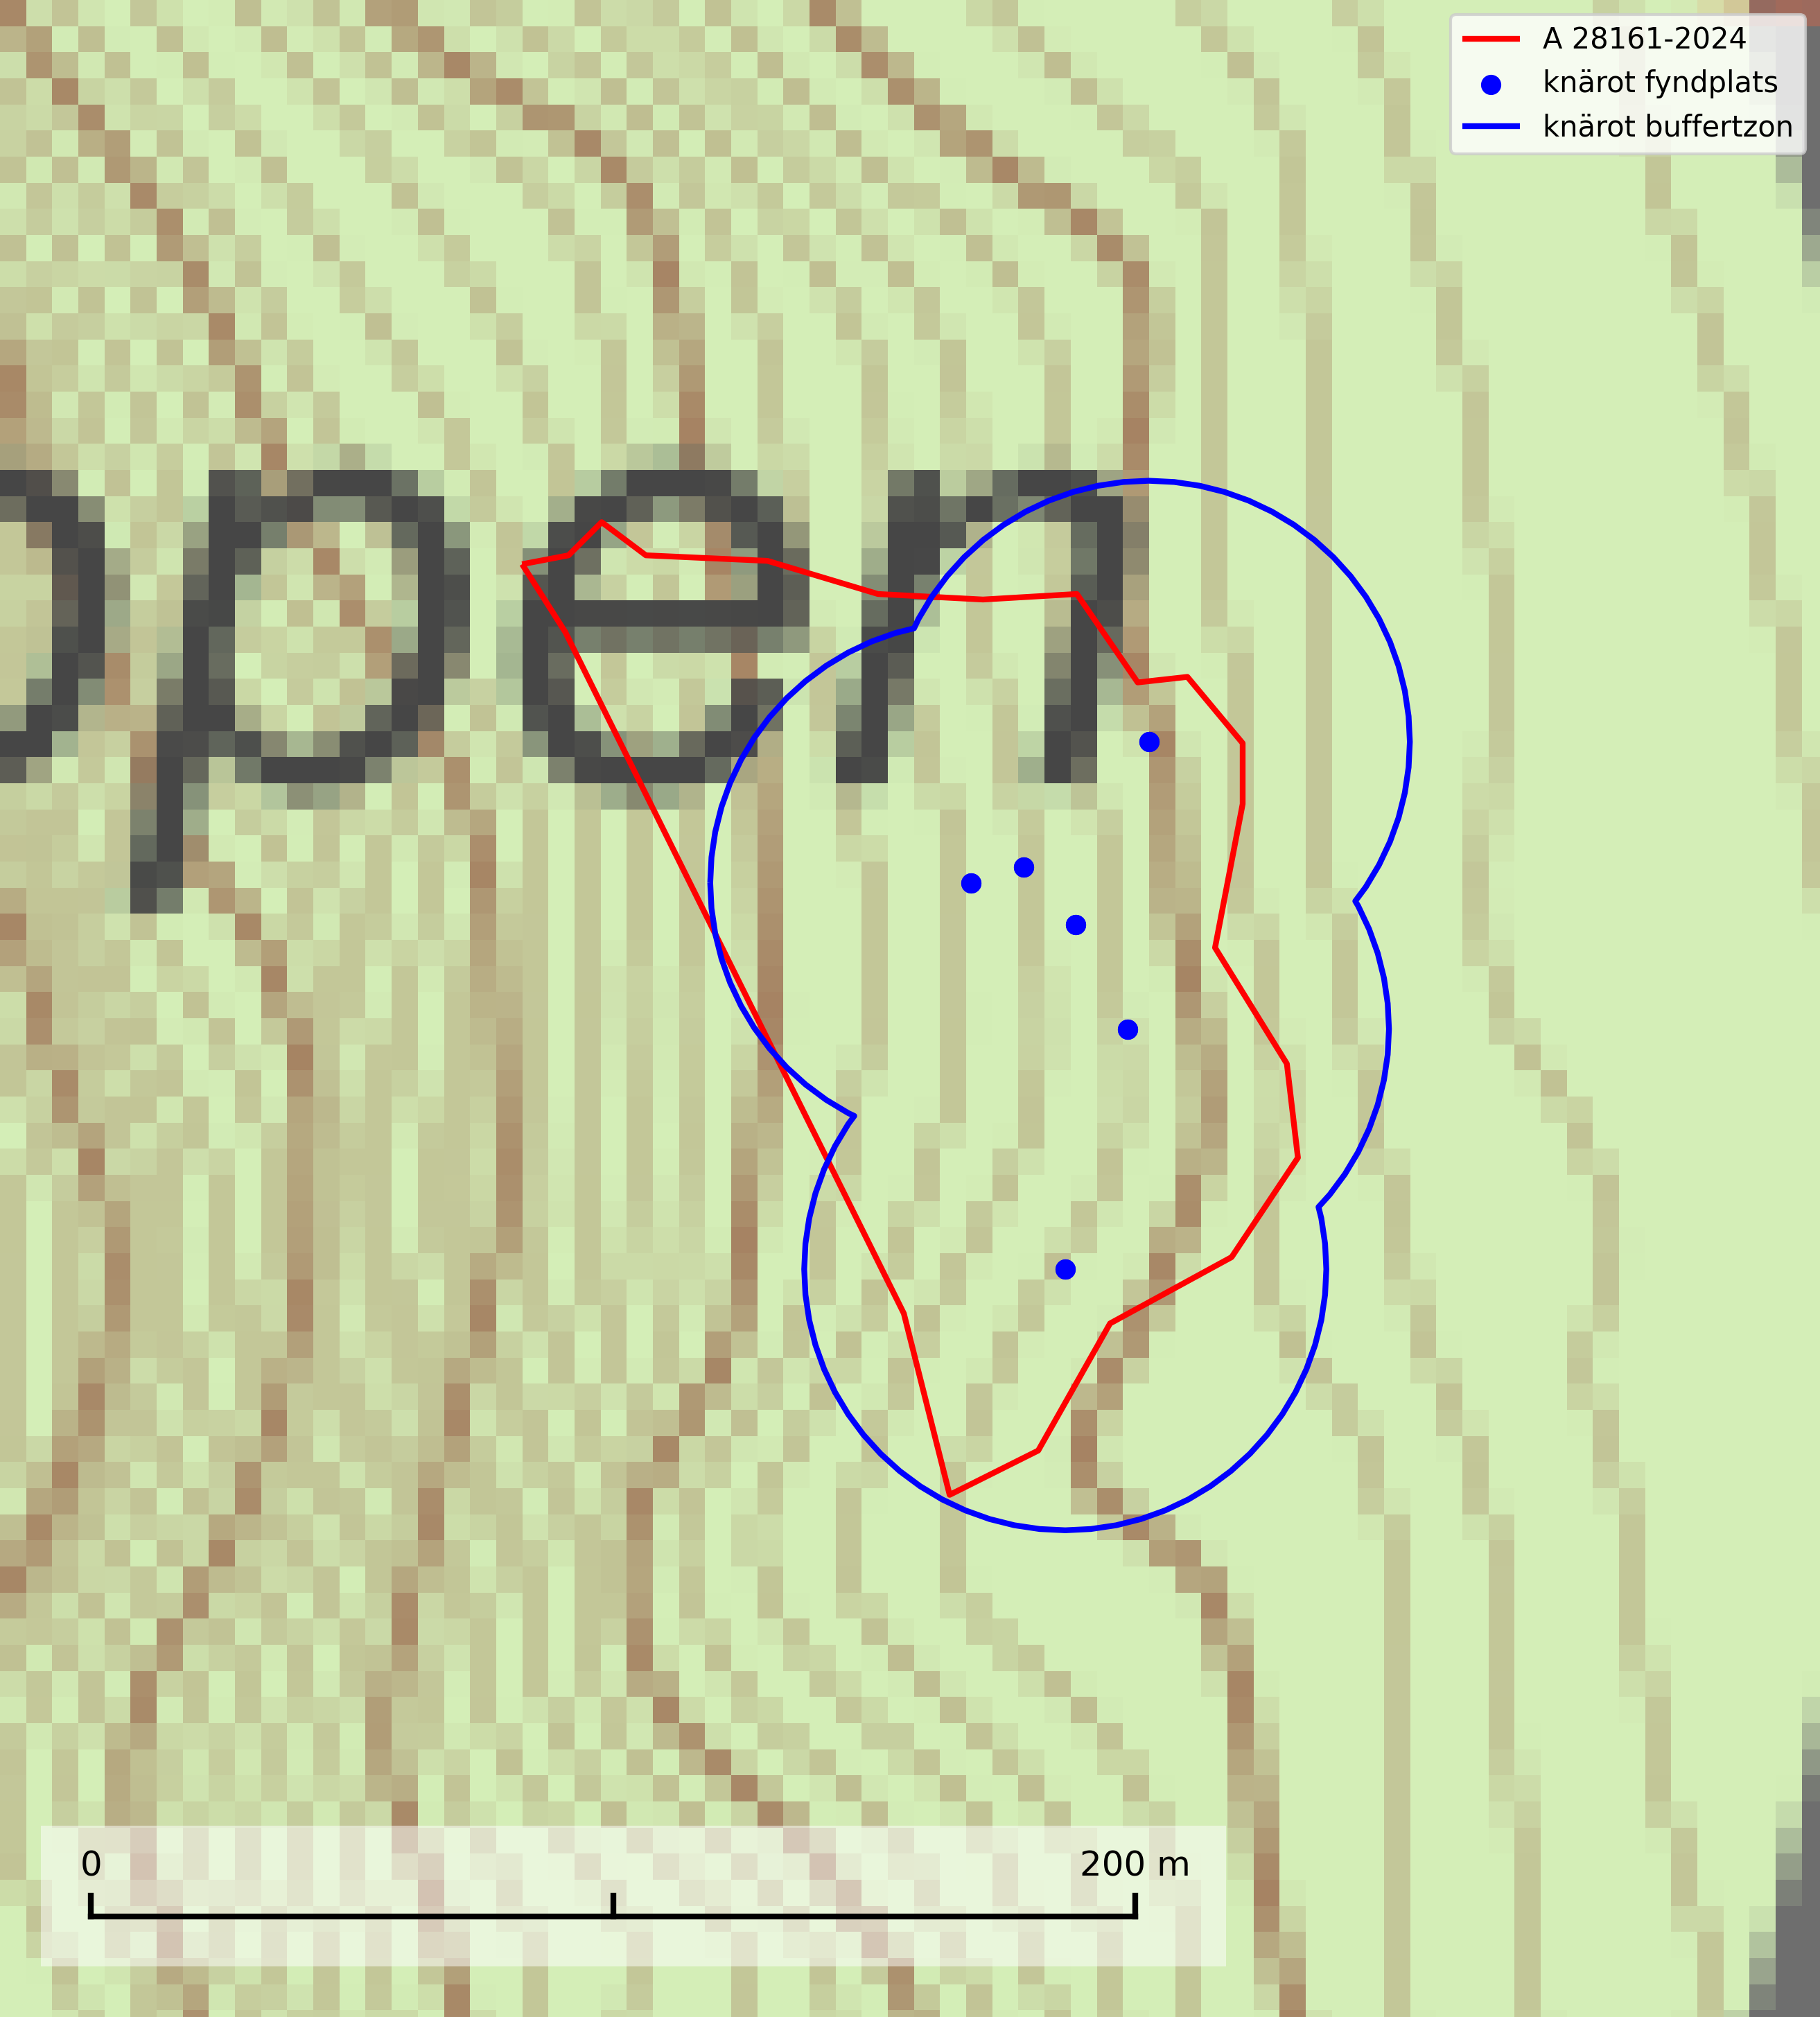 A 28161-2024
knärot fyndplats
knärot buffertzon
pen
0
200 m